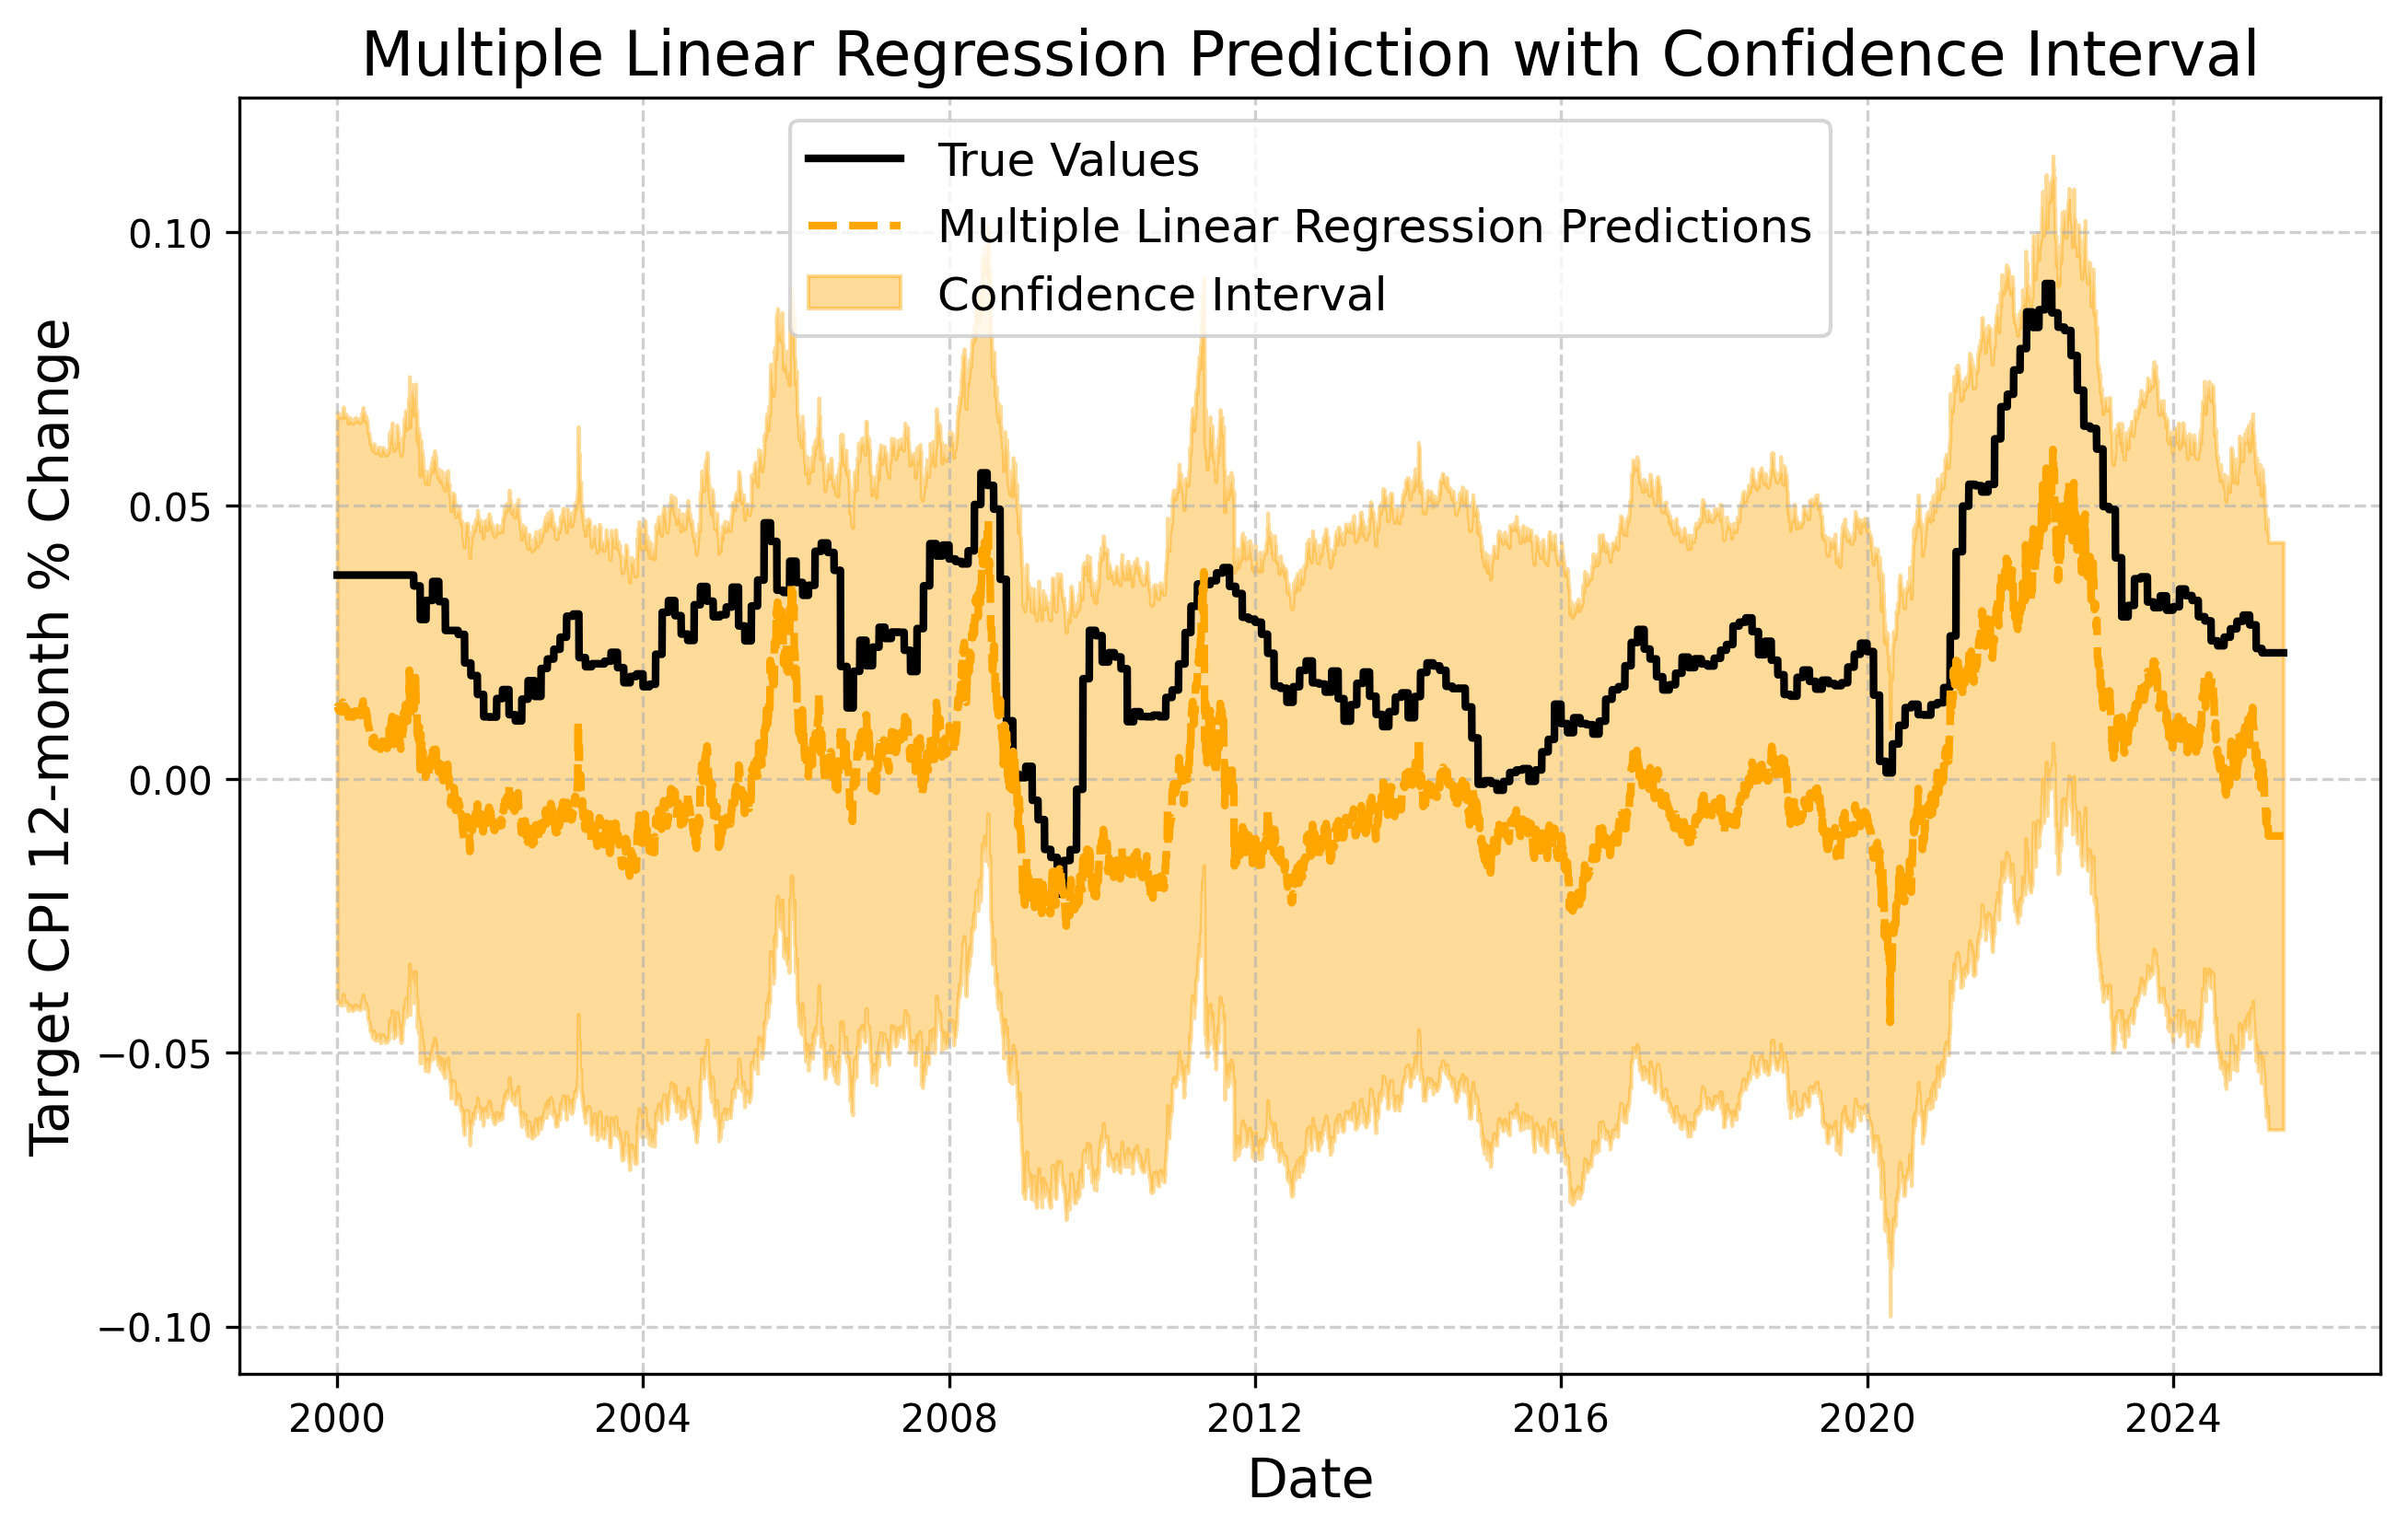 Multiple Linear Regression Prediction with Confidence Interval
True Values
Multiple Linear Regression Predictions
Confidence Interval
Target CPI 12-month % Change
0.10
0.05
0.00
−0.05
−0.10
2000 2004 2008 2012 2016 2020 2024
Date